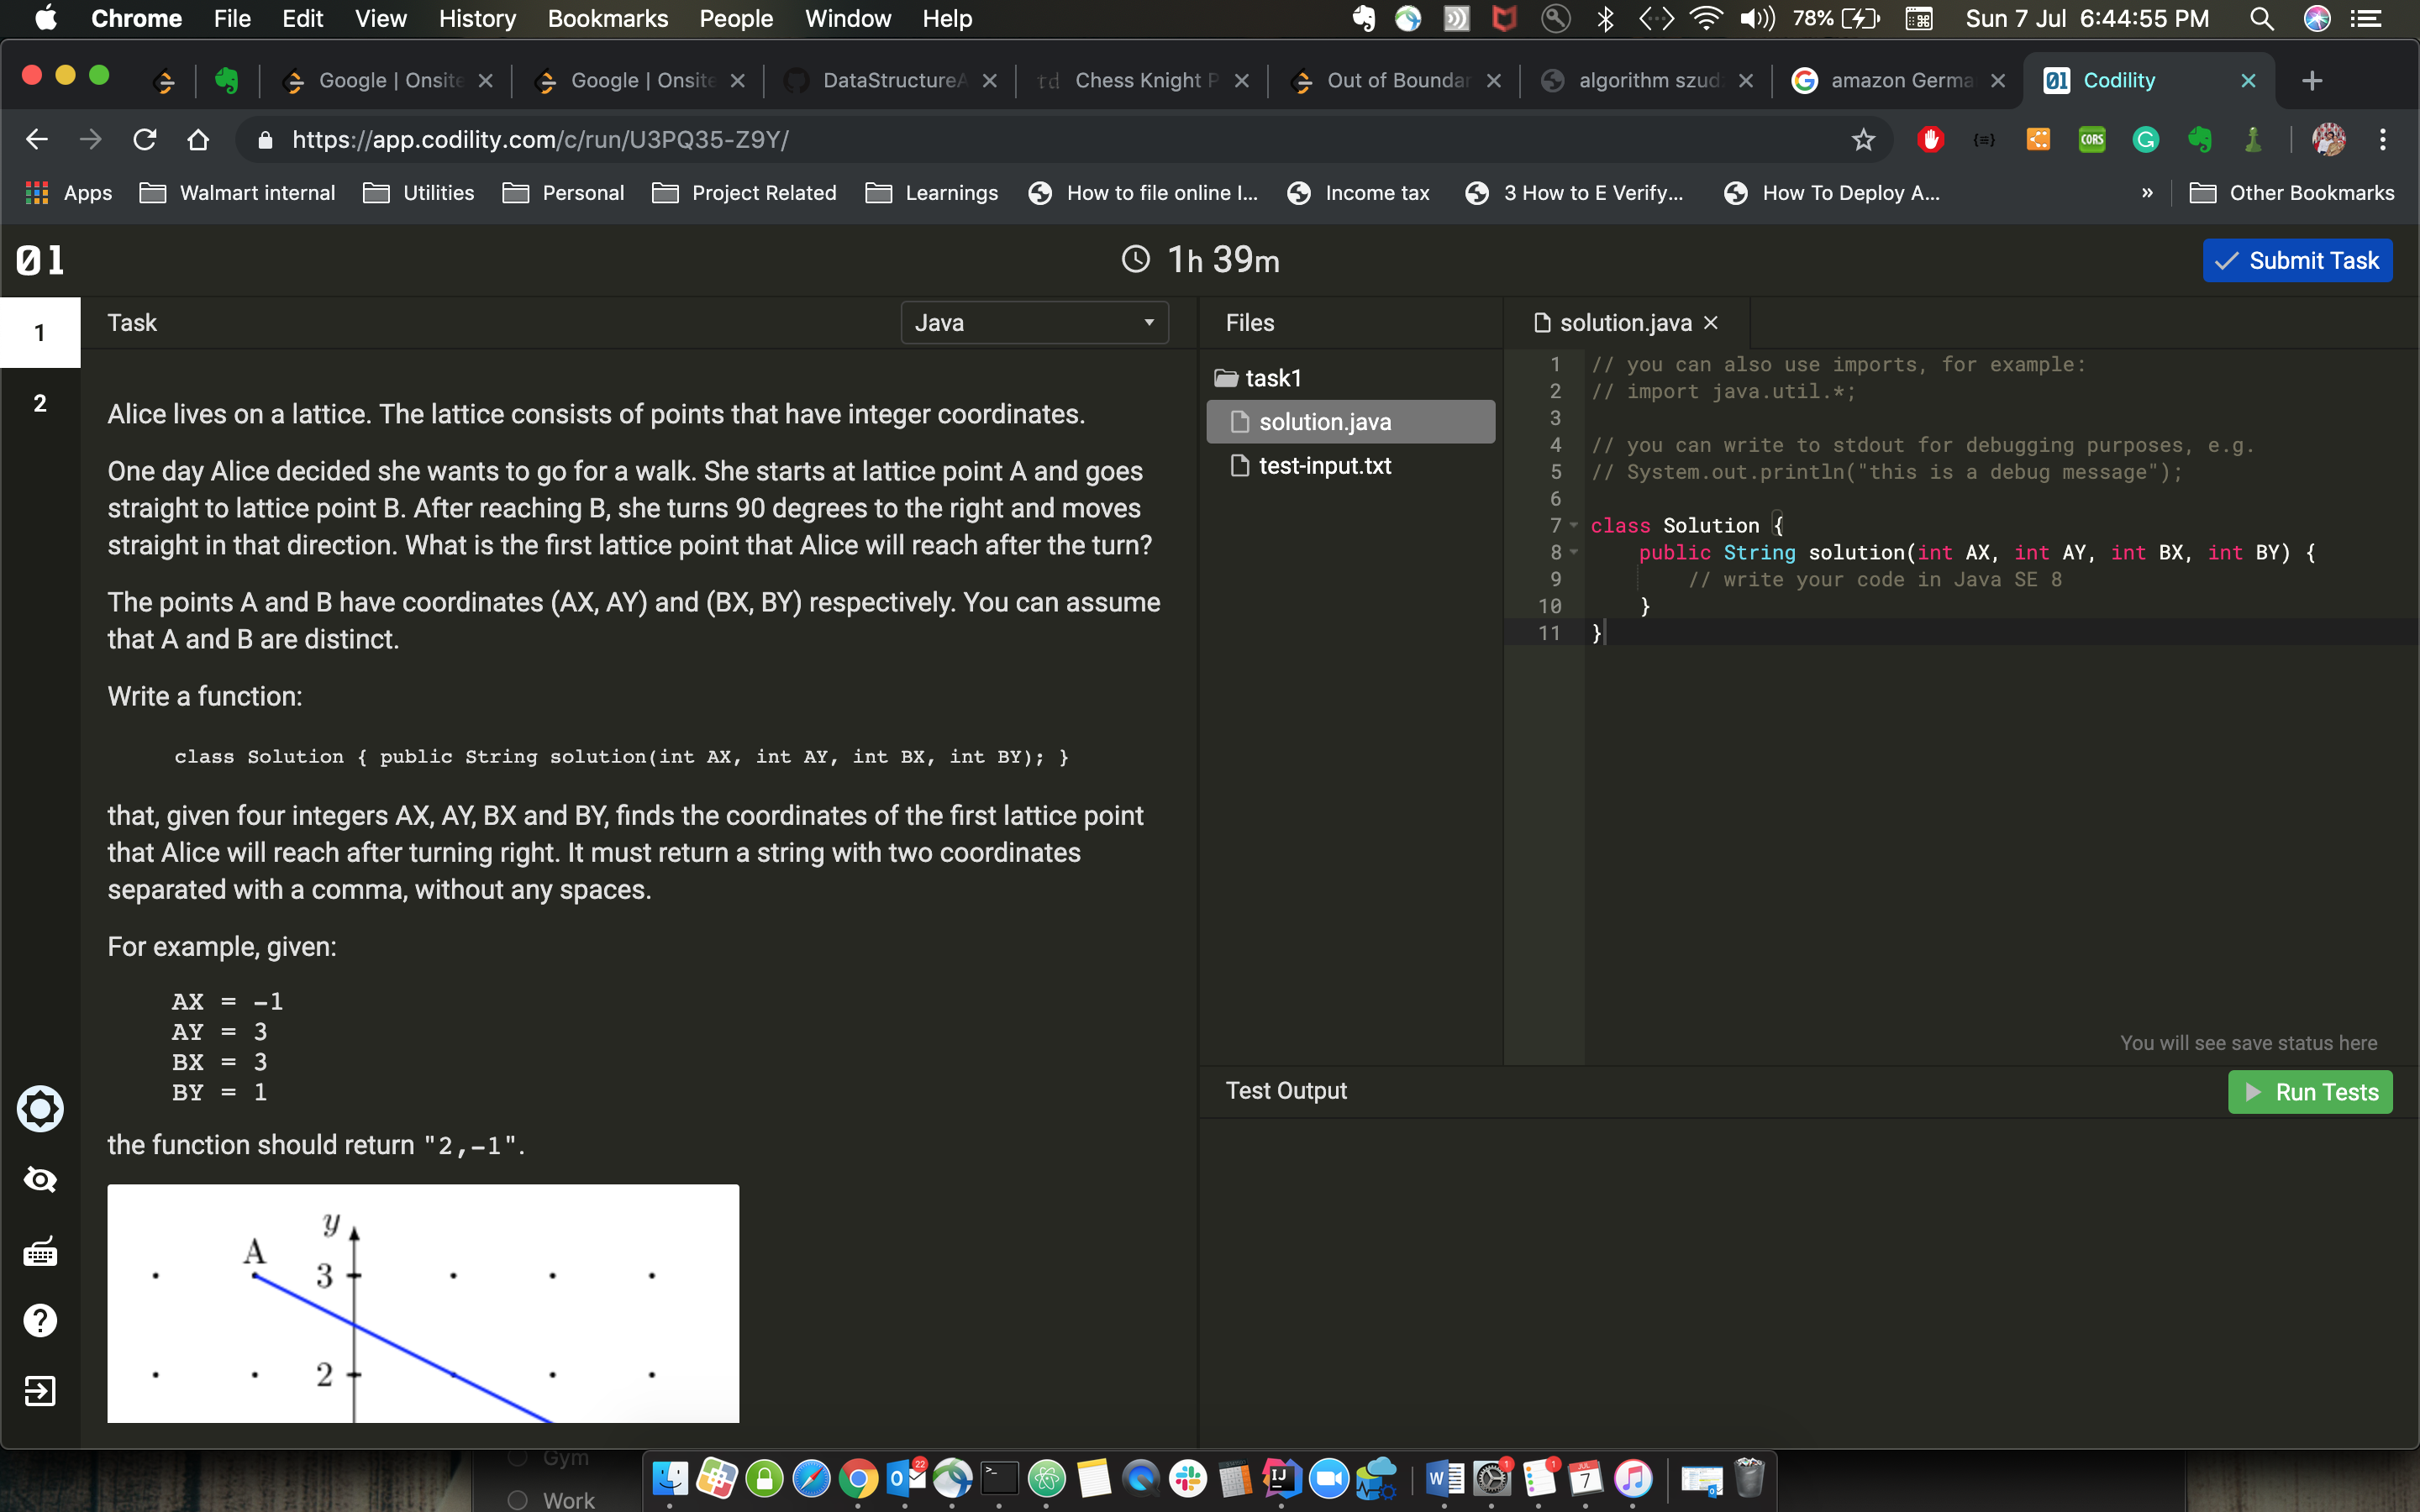 Chrome File Edit View History Bookmarks People Window Help 78% Sun 7 Jul 6:44:55 PM
Google | Onsite Google | Onsite DataStructureA td Chess Knight P Out of Boundar algorithm szud amazon Germa 01 Codility
https://app.codility.com/c/run/U3PQ35-Z9Y/ CORS
Apps Walmart internal Utilities Personal Project Related Learnings How to file online I... Income tax 3 How to E Verify... How To Deploy A... » Other Bookmarks
01 1h 39m Submit Task
1 Task Java
2
Alice lives on a lattice. The lattice consists of points that have integer coordinates.
One day Alice decided she wants to go for a walk. She starts at lattice point A and goes
straight to lattice point B. After reaching B, she turns 90 degrees to the right and moves
straight in that direction. What is the first lattice point that Alice will reach after the turn?
The points A and B have coordinates (AX, AY) and (BX, BY) respectively. You can assume
that A and B are distinct.
Write a function:
class Solution { public String solution(int AX, int AY, int BX, int BY); }
that, given four integers AX, AY, BX and BY, finds the coordinates of the first lattice point
that Alice will reach after turning right. It must return a string with two coordinates
separated with a comma, without any spaces.
For example, given:
AX = -1
AY = 3
BX = 3
BY = 1
the function should return "2,-1".
y
A
3
2
Files
task1
solution.java
test-input.txt
solution.java
1 // you can also use imports, for example:
2 // import java.util.*;
3
4 // you can write to stdout for debugging purposes, e.g.
5 // System.out.println("this is a debug message");
6
7 class Solution {
8 public String solution(int AX, int AY, int BX, int BY) {
9 // write your code in Java SE 8
10 }
11 }
You will see save status here
Test Output Run Tests
Gym
Work
22
IJ
W
1
1
JUL
7